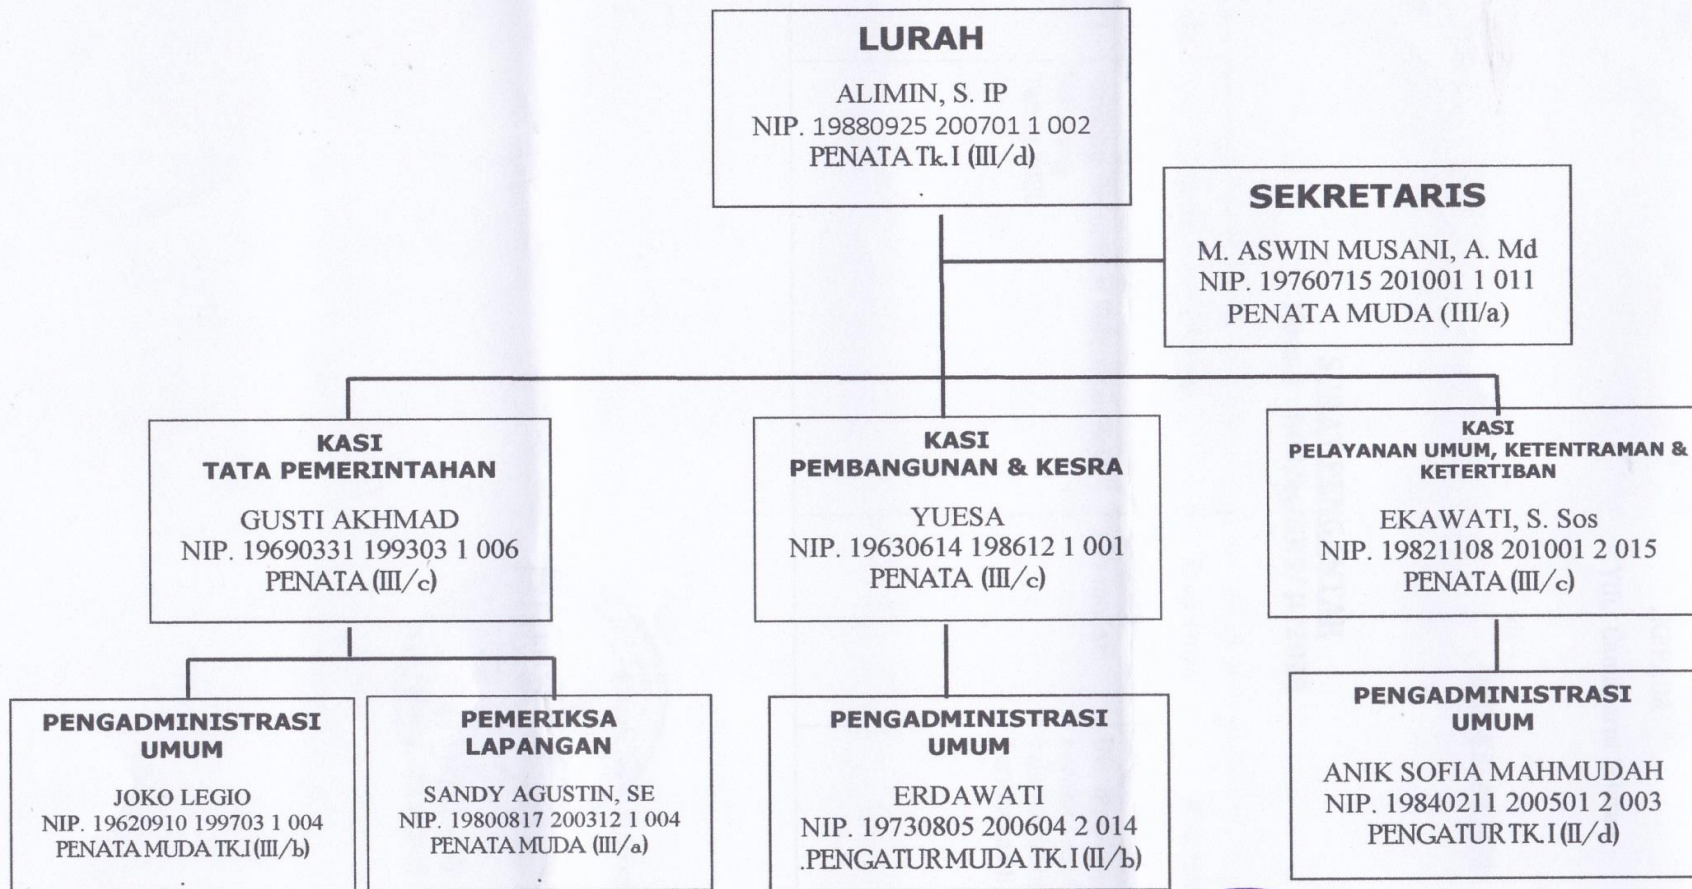 LURAH
ALIMIN, S. IP
NIP. 19880925 200701 1 002
PENATA Tk. I (III/d)
SEKRETARIS
M. ASWIN MUSANI, A. Md
NIP. 19760715 201001 1 011
PENATA MUDA (III/a)
KASI
TATA PEMERINTAHAN
GUSTI AKHMAD
NIP. 19690331 199303 1 006
PENATA (III/c)
KASI
PEMBANGUNAN & KESRA
YUESA
NIP. 19630614 198612 1 001
PENATA (III/c)
KASI
PELAYANAN UMUM, KETENTRAMAN &
KETERTIBAN
EKAWATI, S. Sos
NIP. 19821108 201001 2 015
PENATA (III/c)
PENGADMINISTRASI
UMUM
JOKO LEGIO
NIP. 19620910 199703 1 004
PENATA MUDA TK.I (III/b)
PEMERIKSA
LAPANGAN
SANDY AGUSTIN, SE
NIP. 19800817 200312 1 004
PENATA MUDA (III/a)
PENGADMINISTRASI
UMUM
ERDAWATI
NIP. 19730805 200604 2 014
.PENGATUR MUDA TK.I (II/b)
PENGADMINISTRASI
UMUM
ANIK SOFIA MAHMUDAH
NIP. 19840211 200501 2 003
PENGATUR TK.I (II/d)